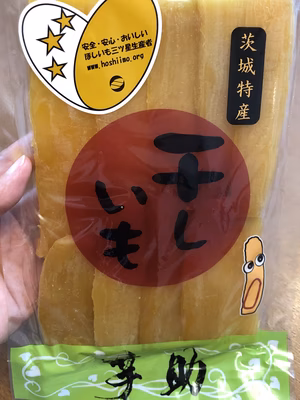 安全・安心・おいしい
ほしいも三ツ星生産者
hoshiimo.org
茨城特産
干し
いも
芋助